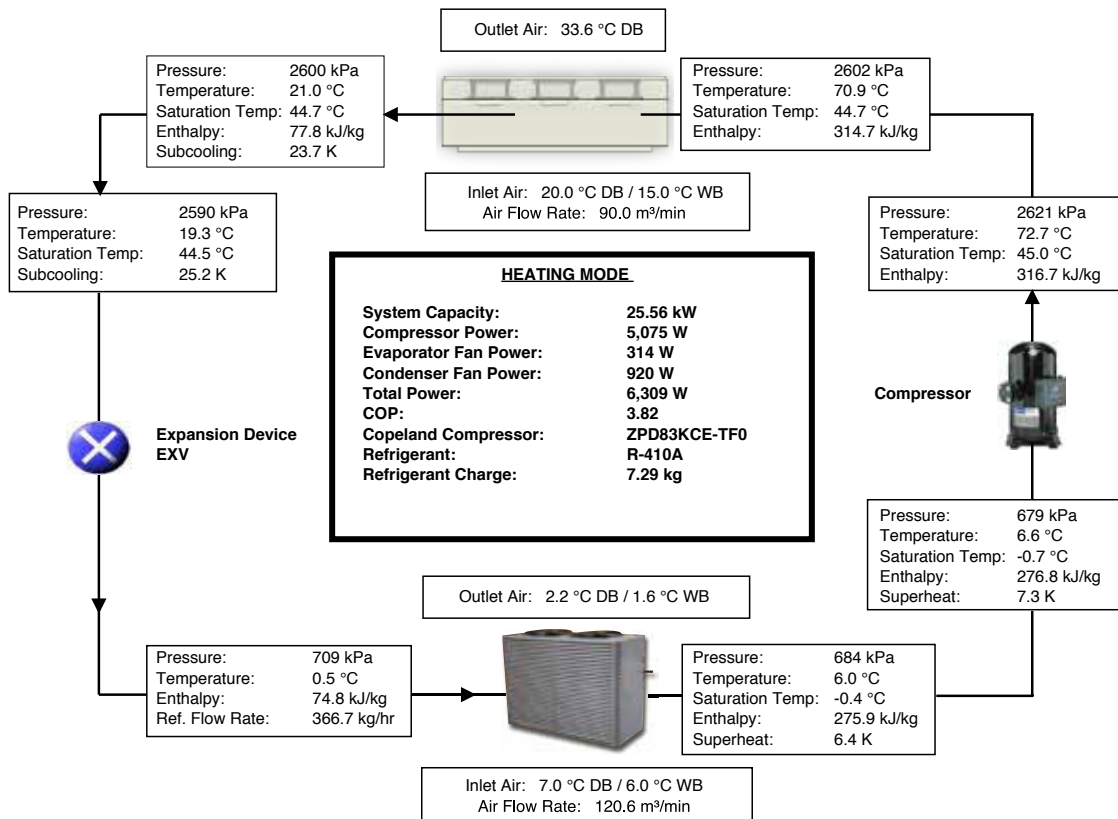 Outlet Air: 33.6 °C DB
Pressure: 2600 kPa
Temperature: 21.0 °C
Saturation Temp: 44.7 °C
Enthalpy: 77.8 kJ/kg
Subcooling: 23.7 K
Pressure: 2602 kPa
Temperature: 70.9 °C
Saturation Temp: 44.7 °C
Enthalpy: 314.7 kJ/kg
Inlet Air: 20.0 °C DB / 15.0 °C WB
Air Flow Rate: 90.0 m³/min
Pressure: 2590 kPa
Temperature: 19.3 °C
Saturation Temp: 44.5 °C
Subcooling: 25.2 K
Pressure: 2621 kPa
Temperature: 72.7 °C
Saturation Temp: 45.0 °C
Enthalpy: 316.7 kJ/kg
HEATING MODE
System Capacity: 25.56 kW
Compressor Power: 5,075 W
Evaporator Fan Power: 314 W
Condenser Fan Power: 920 W
Total Power: 6,309 W
COP: 3.82
Copeland Compressor: ZPD83KCE-TF0
Refrigerant: R-410A
Refrigerant Charge: 7.29 kg
Compressor
Expansion Device
EXV
Pressure: 679 kPa
Temperature: 6.6 °C
Saturation Temp: -0.7 °C
Enthalpy: 276.8 kJ/kg
Superheat: 7.3 K
Outlet Air: 2.2 °C DB / 1.6 °C WB
Pressure: 709 kPa
Temperature: 0.5 °C
Enthalpy: 74.8 kJ/kg
Ref. Flow Rate: 366.7 kg/hr
Pressure: 684 kPa
Temperature: 6.0 °C
Saturation Temp: -0.4 °C
Enthalpy: 275.9 kJ/kg
Superheat: 6.4 K
Inlet Air: 7.0 °C DB / 6.0 °C WB
Air Flow Rate: 120.6 m³/min